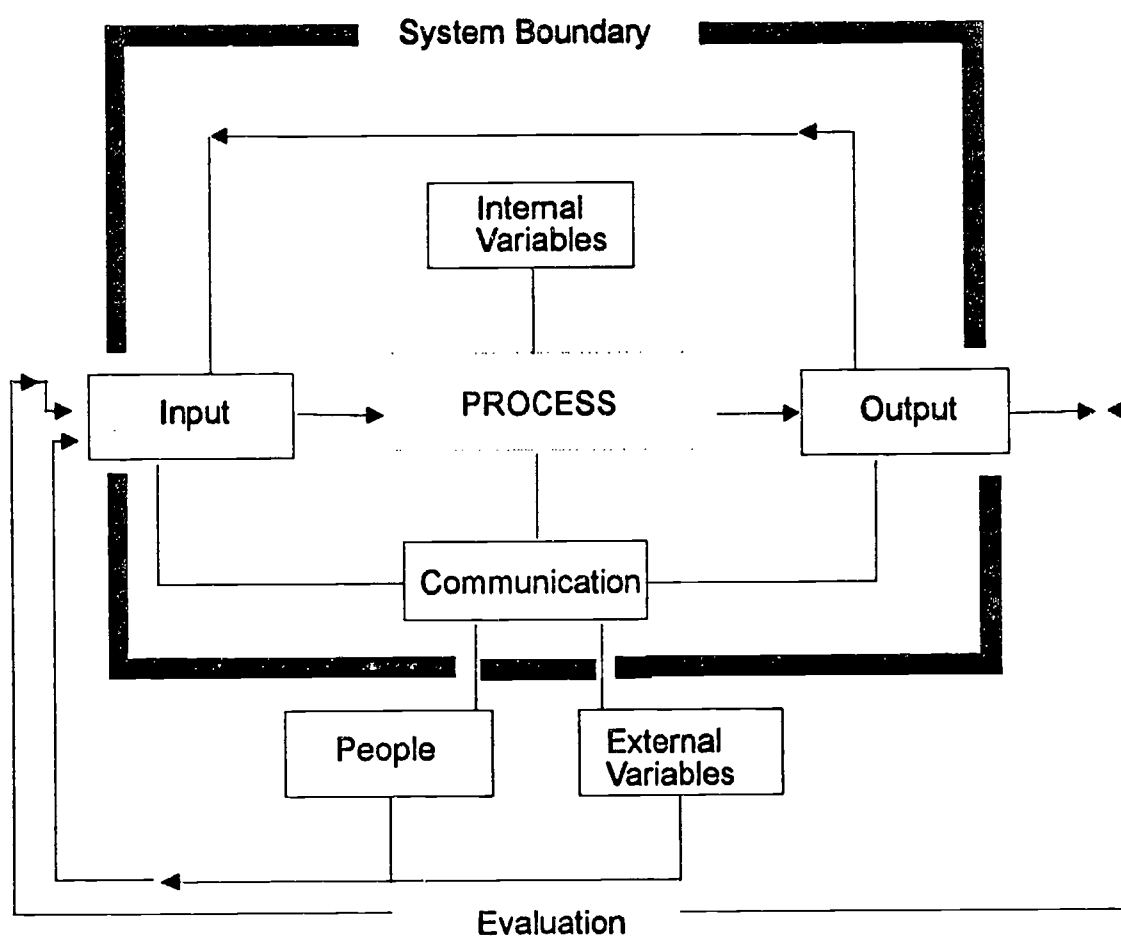 System Boundary
Internal
Variables
Input
PROCESS
Output
Communication
People
External
Variables
Evaluation